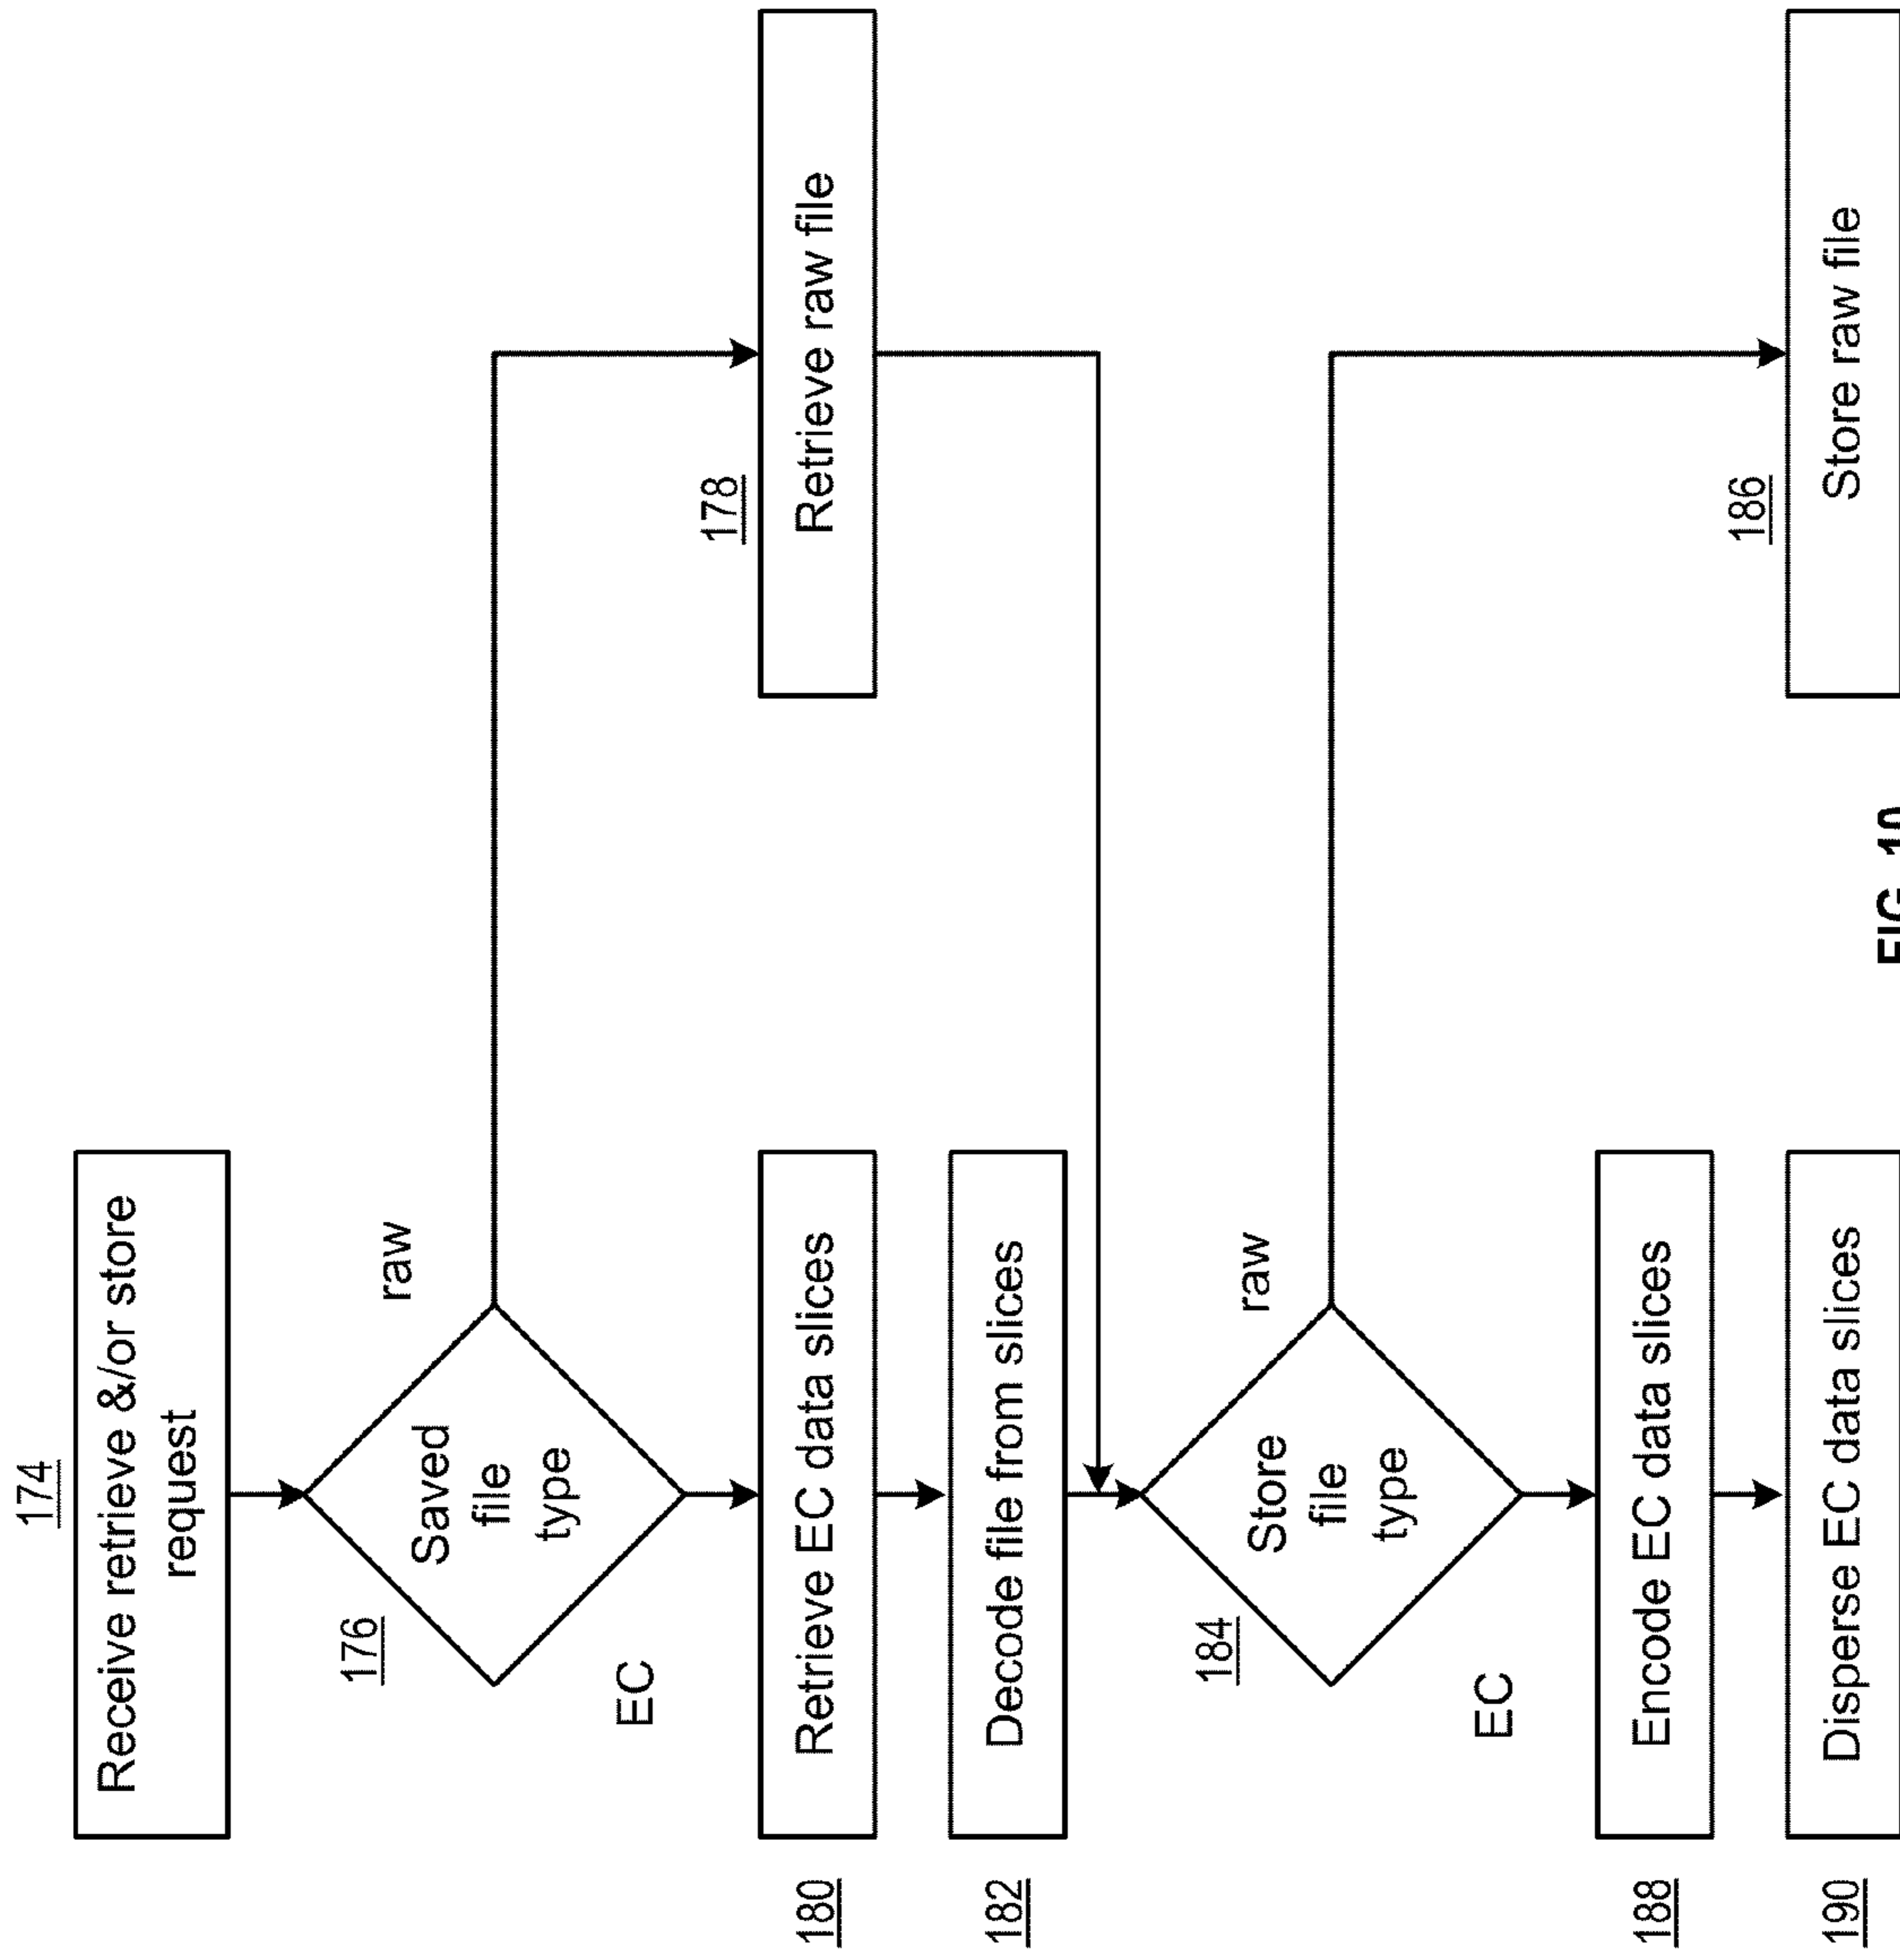 174
Receive retrieve &/or store
request
176
Saved
file
type
raw
EC
178
Retrieve raw file
180
Retrieve EC data slices
182
Decode file from slices
184
Store
file
type
raw
EC
186
Store raw file
188
Encode EC data slices
190
Disperse EC data slices
FIG.